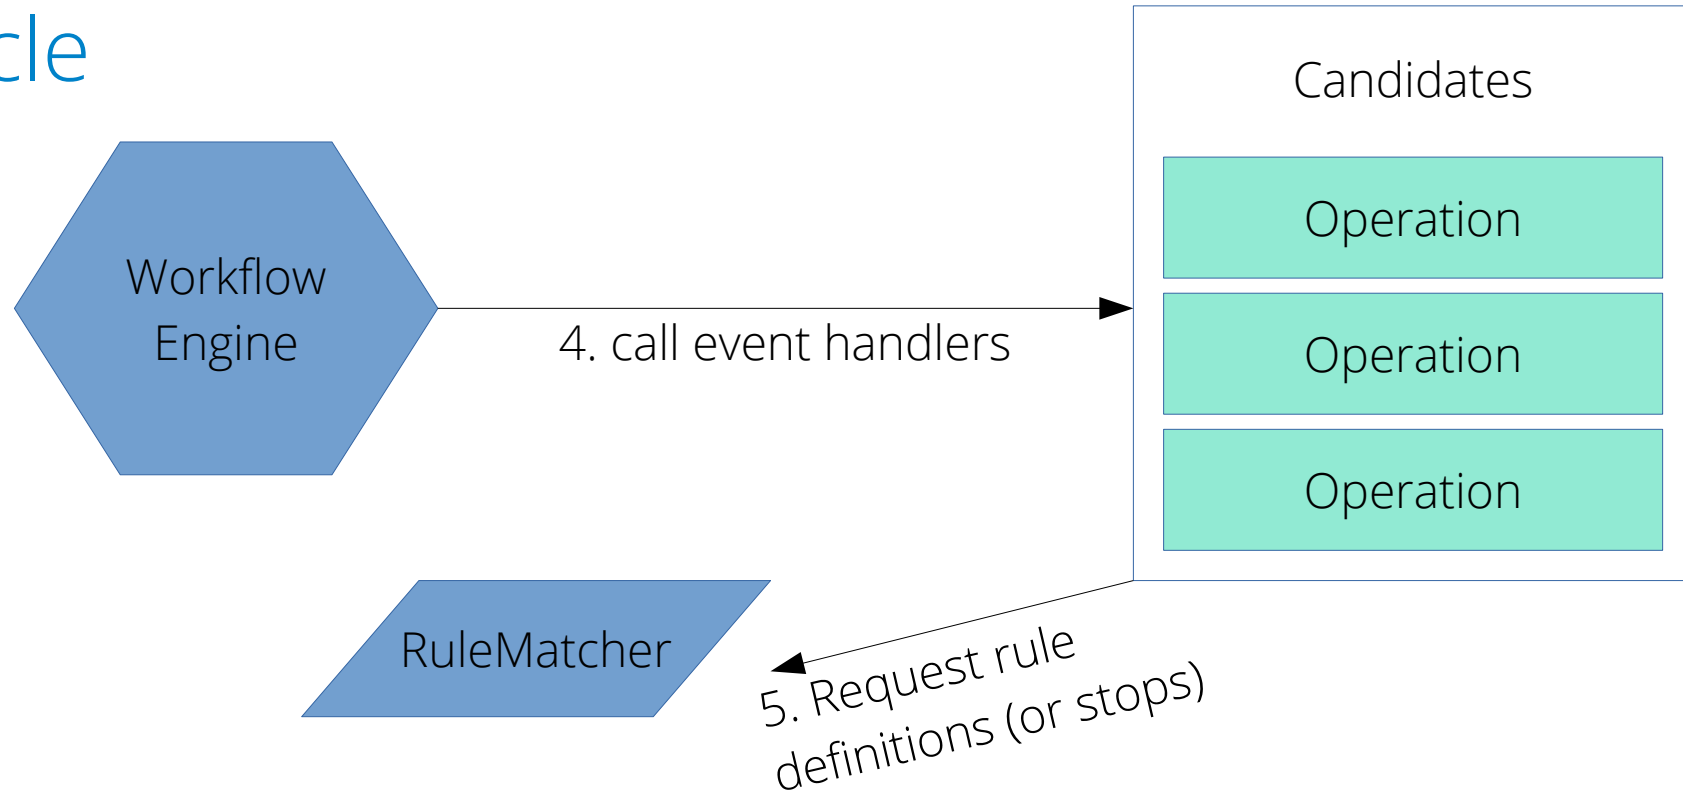 cle
Candidates
Operation
Workflow
Engine
4. call event handlers
Operation
Operation
RuleMatcher
5. Request rule
definitions (or stops)